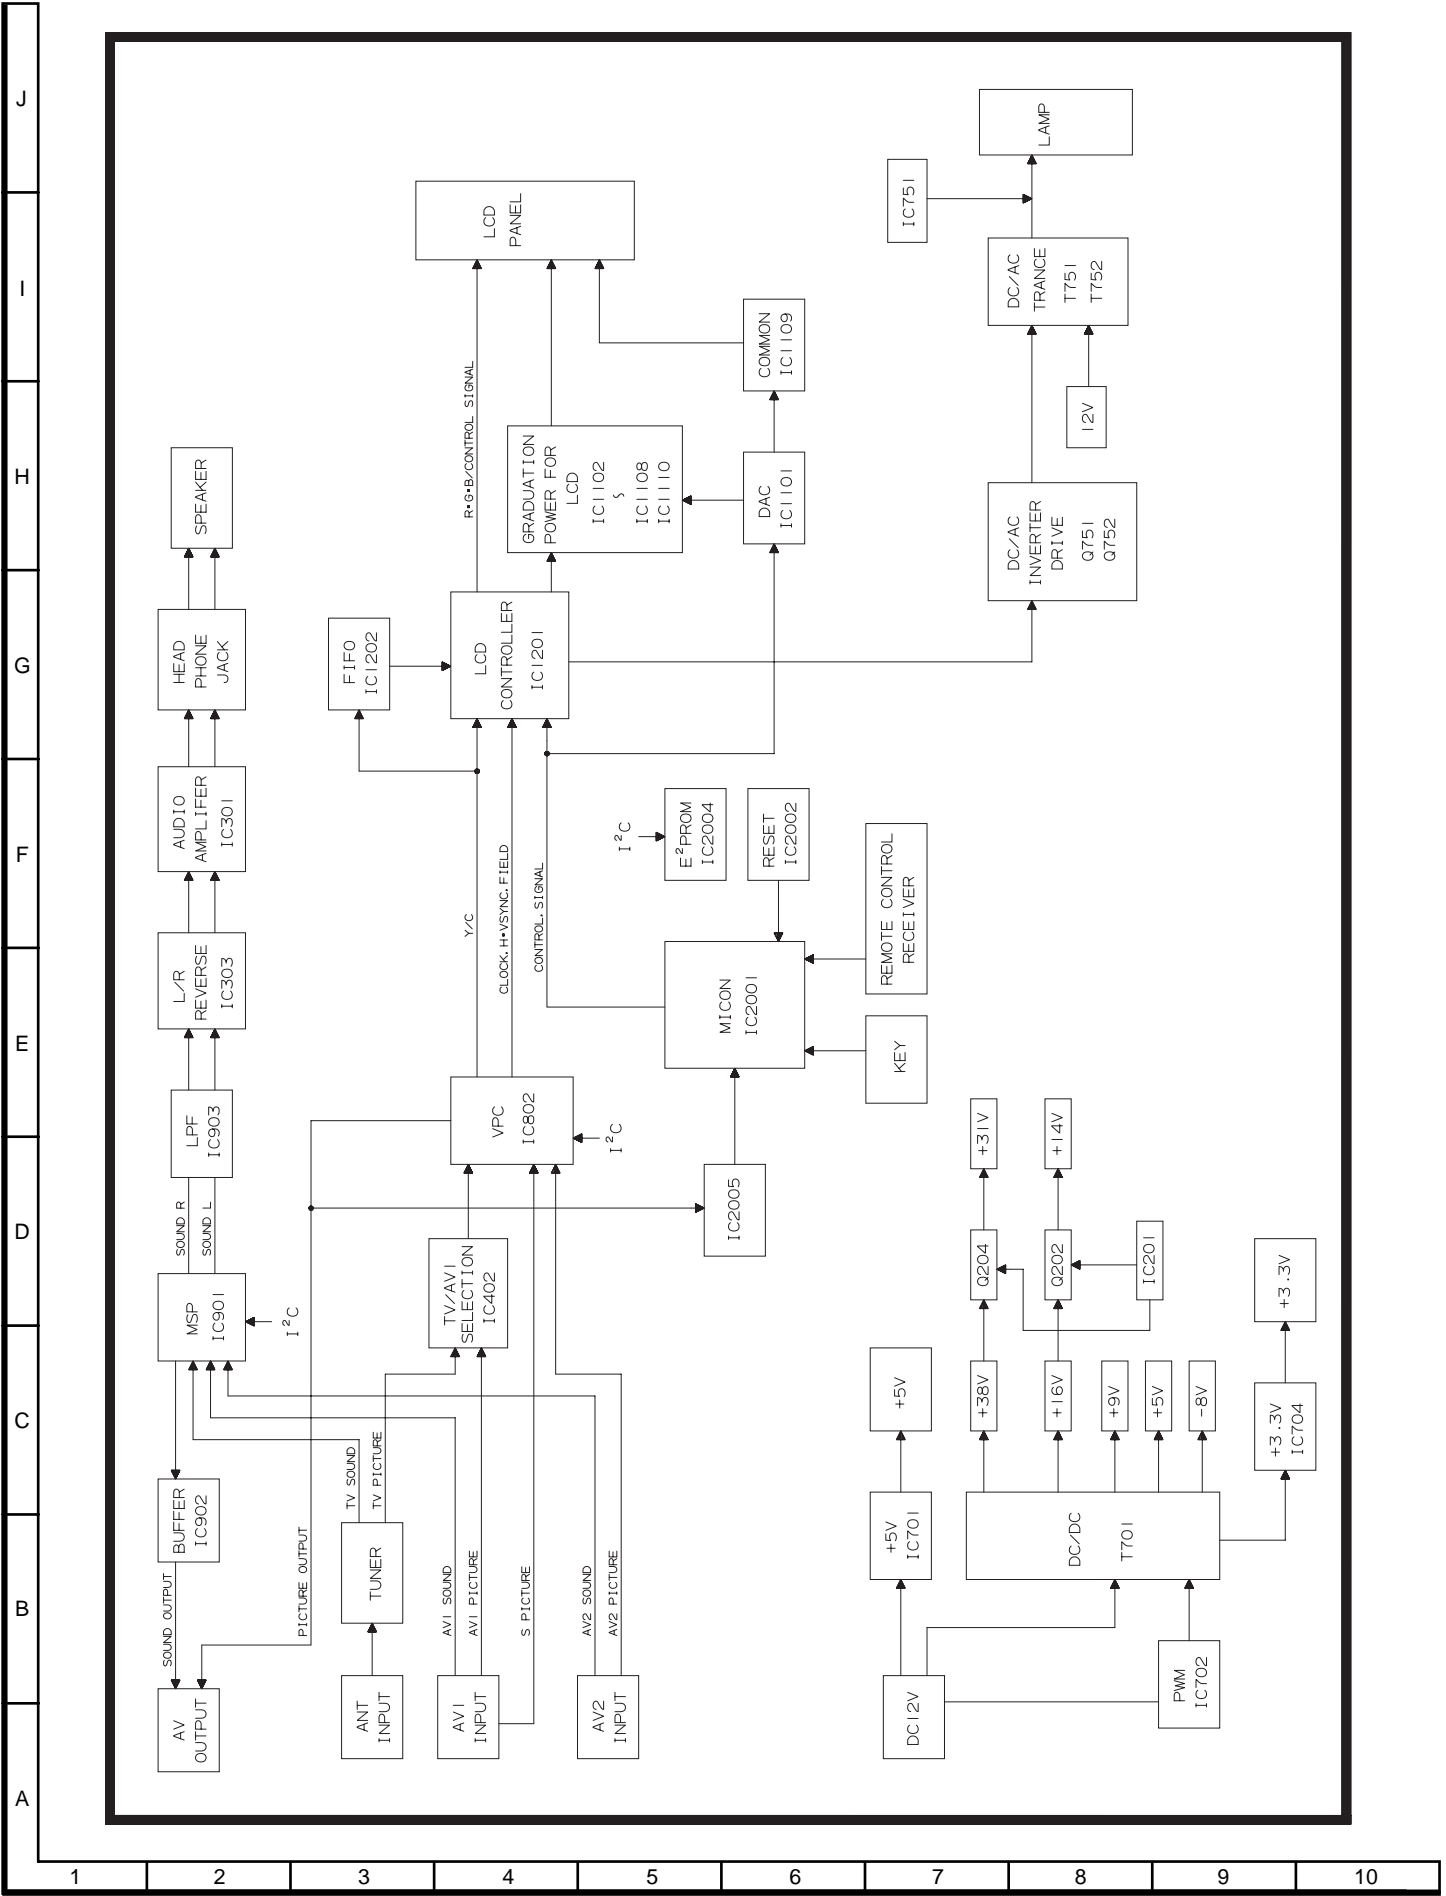 AV
OUTPUT
SOUND OUTPUT
BUFFER
IC902
MSP
IC901
I²C
SOUND R
SOUND L
LPF
IC903
L/R
REVERSE
IC303
AUDIO
AMPLIFER
IC301
HEAD
PHONE
JACK
SPEAKER
PICTURE OUTPUT
ANT
INPUT
TUNER
TV SOUND
TV PICTURE
AV1
INPUT
AV1 SOUND
AV1 PICTURE
S PICTURE
AV2
INPUT
AV2 SOUND
AV2 PICTURE
TV/AV1
SELECTION
IC402
VPC
IC802
I²C
Y/C
CLOCK.H•VSYNC.FIELD
CONTROL.SIGNAL
FIFO
IC1202
LCD
CONTROLLER
IC1201
R•G•B/CONTROL SIGNAL
GRADUATION
POWER FOR
LCD
IC1102
∽
IC1108
IC1110
LCD
PANEL
DAC
IC1101
COMMON
IC1109
IC2005
MICON
IC2001
I²C
E²PROM
IC2004
RESET
IC2002
KEY
REMOTE CONTROL
RECEIVER
DC12V
+5V
IC701
+5V
PWM
IC702
DC/DC
T701
+38V
Q204
+31V
+16V
Q202
+14V
+9V
+5V
-8V
IC201
+3.3V
IC704
+3.3V
DC/AC
INVERTER
DRIVE
Q751
Q752
12V
DC/AC
TRANCE
T751
T752
IC751
LAMP
J
I
H
G
F
E
D
C
B
A
1
2
3
4
5
6
7
8
9
10